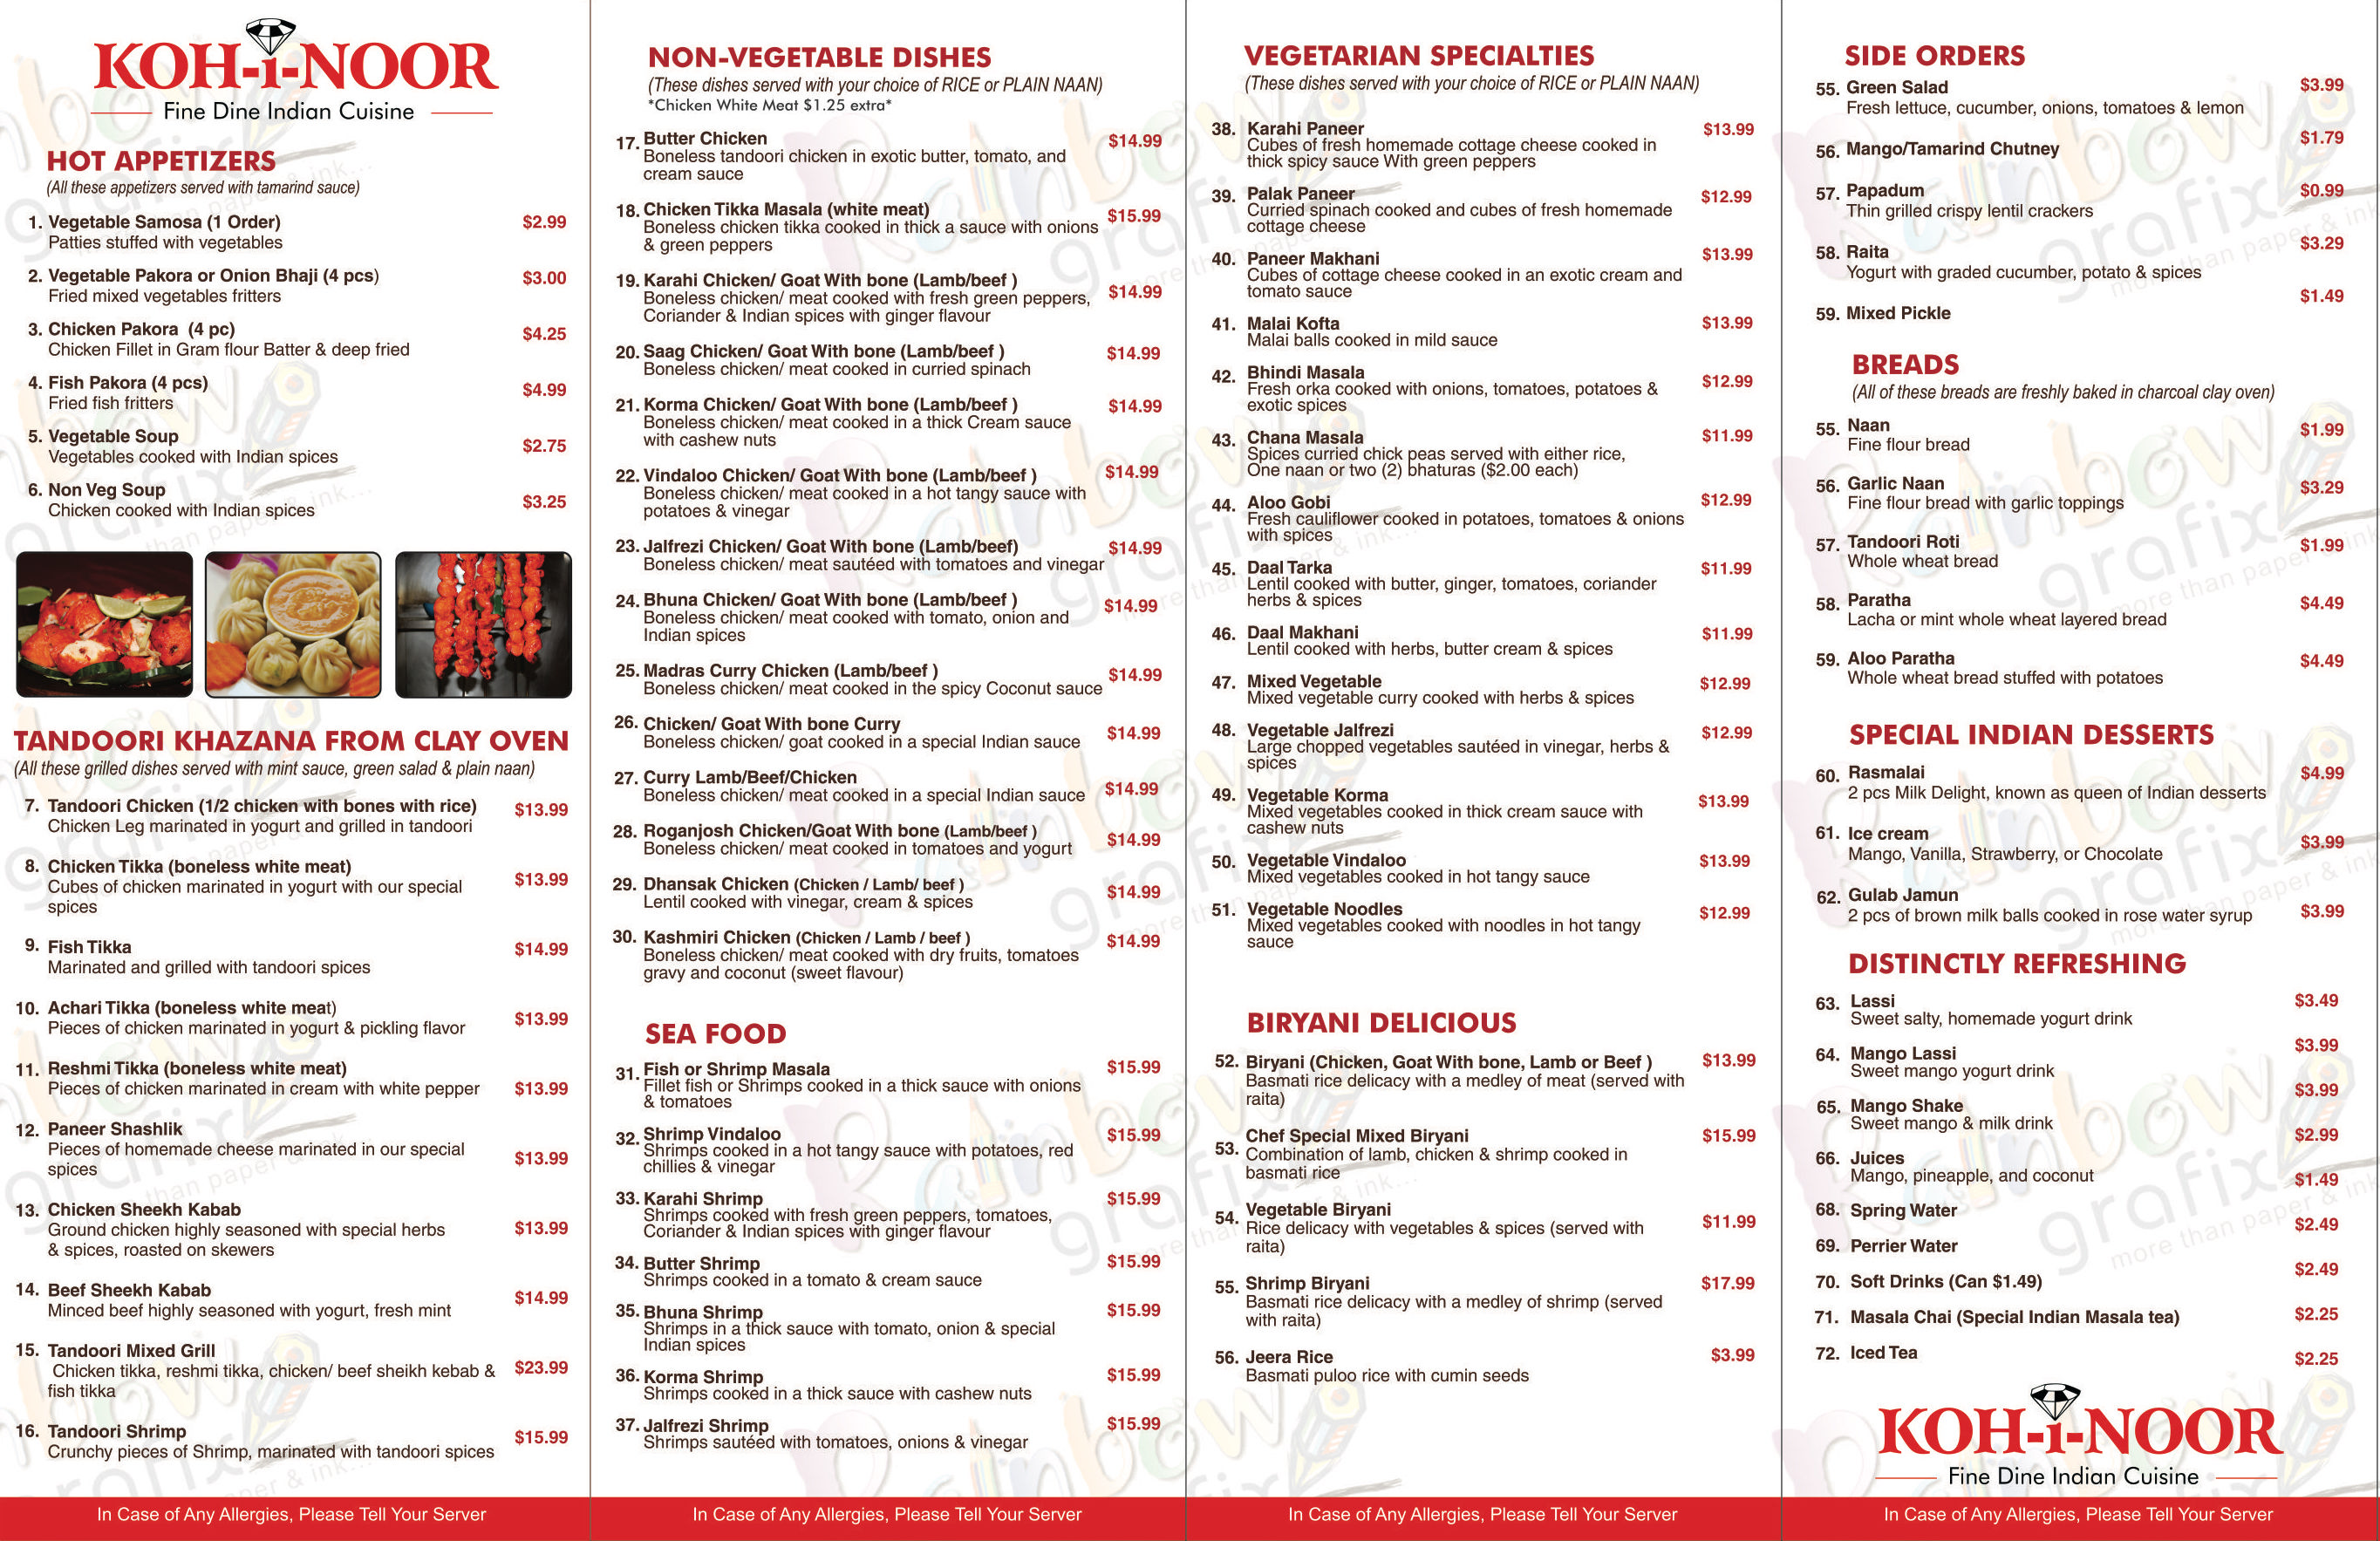 KOH-i-NOOR
Fine Dine Indian Cuisine
HOT APPETIZERS
(All these appetizers served with tamarind sauce)
1. Vegetable Samosa (1 Order) $2.99
Patties stuffed with vegetables
2. Vegetable Pakora or Onion Bhaji (4 pcs) $3.00
Fried mixed vegetables fritters
3. Chicken Pakora (4 pc) $4.25
Chicken Fillet in Gram flour Batter & deep fried
4. Fish Pakora (4 pcs) $4.99
Fried fish fritters
5. Vegetable Soup $2.75
Vegetables cooked with Indian spices
6. Non Veg Soup $3.25
Chicken cooked with Indian spices
TANDOORI KHAZANA FROM CLAY OVEN
(All these grilled dishes served with mint sauce, green salad & plain naan)
7. Tandoori Chicken (1/2 chicken with bones with rice) $13.99
Chicken Leg marinated in yogurt and grilled in tandoori
8. Chicken Tikka (boneless white meat) $13.99
Cubes of chicken marinated in yogurt with our special
spices
9. Fish Tikka $14.99
Marinated and grilled with tandoori spices
10. Achari Tikka (boneless white meat) $13.99
Pieces of chicken marinated in yogurt & pickling flavor
11. Reshmi Tikka (boneless white meat) $13.99
Pieces of chicken marinated in cream with white pepper
12. Paneer Shashlik $13.99
Pieces of homemade cheese marinated in our special
spices
13. Chicken Sheekh Kabab $13.99
Ground chicken highly seasoned with special herbs
& spices, roasted on skewers
14. Beef Sheekh Kabab $14.99
Minced beef highly seasoned with yogurt, fresh mint
15. Tandoori Mixed Grill $23.99
Chicken tikka, reshmi tikka, chicken/ beef sheikh kebab &
fish tikka
16. Tandoori Shrimp $15.99
Crunchy pieces of Shrimp, marinated with tandoori spices
In Case of Any Allergies, Please Tell Your Server
NON-VEGETABLE DISHES
(These dishes served with your choice of RICE or PLAIN NAAN)
*Chicken White Meat $1.25 extra*
17. Butter Chicken $14.99
Boneless tandoori chicken in exotic butter, tomato, and
cream sauce
18. Chicken Tikka Masala (white meat) $15.99
Boneless chicken tikka cooked in thick a sauce with onions
& green peppers
19. Karahi Chicken/ Goat With bone (Lamb/beef ) $14.99
Boneless chicken/ meat cooked with fresh green peppers,
Coriander & Indian spices with ginger flavour
20. Saag Chicken/ Goat With bone (Lamb/beef ) $14.99
Boneless chicken/ meat cooked in curried spinach
21. Korma Chicken/ Goat With bone (Lamb/beef ) $14.99
Boneless chicken/ meat cooked in a thick Cream sauce
with cashew nuts
22. Vindaloo Chicken/ Goat With bone (Lamb/beef ) $14.99
Boneless chicken/ meat cooked in a hot tangy sauce with
potatoes & vinegar
23. Jalfrezi Chicken/ Goat With bone (Lamb/beef) $14.99
Boneless chicken/ meat sautéed with tomatoes and vinegar
24. Bhuna Chicken/ Goat With bone (Lamb/beef ) $14.99
Boneless chicken/ meat cooked with tomato, onion and
Indian spices
25. Madras Curry Chicken (Lamb/beef ) $14.99
Boneless chicken/ meat cooked in the spicy Coconut sauce
26. Chicken/ Goat With bone Curry $14.99
Boneless chicken/ goat cooked in a special Indian sauce
27. Curry Lamb/Beef/Chicken $14.99
Boneless chicken/ meat cooked in a special Indian sauce
28. Roganjosh Chicken/Goat With bone (Lamb/beef ) $14.99
Boneless chicken/ meat cooked in tomatoes and yogurt
29. Dhansak Chicken (Chicken / Lamb/ beef ) $14.99
Lentil cooked with vinegar, cream & spices
30. Kashmiri Chicken (Chicken / Lamb / beef ) $14.99
Boneless chicken/ meat cooked with dry fruits, tomatoes
gravy and coconut (sweet flavour)
SEA FOOD
31. Fish or Shrimp Masala $15.99
Fillet fish or Shrimps cooked in a thick sauce with onions
& tomatoes
32. Shrimp Vindaloo $15.99
Shrimps cooked in a hot tangy sauce with potatoes, red
chillies & vinegar
33. Karahi Shrimp $15.99
Shrimps cooked with fresh green peppers, tomatoes,
Coriander & Indian spices with ginger flavour
34. Butter Shrimp $15.99
Shrimps cooked in a tomato & cream sauce
35. Bhuna Shrimp $15.99
Shrimps in a thick sauce with tomato, onion & special
Indian spices
36. Korma Shrimp $15.99
Shrimps cooked in a thick sauce with cashew nuts
37. Jalfrezi Shrimp $15.99
Shrimps sautéed with tomatoes, onions & vinegar
In Case of Any Allergies, Please Tell Your Server
VEGETARIAN SPECIALTIES
(These dishes served with your choice of RICE or PLAIN NAAN)
38. Karahi Paneer $13.99
Cubes of fresh homemade cottage cheese cooked in
thick spicy sauce With green peppers
39. Palak Paneer $12.99
Curried spinach cooked and cubes of fresh homemade
cottage cheese
40. Paneer Makhani $13.99
Cubes of cottage cheese cooked in an exotic cream and
tomato sauce
41. Malai Kofta $13.99
Malai balls cooked in mild sauce
42. Bhindi Masala $12.99
Fresh orka cooked with onions, tomatoes, potatoes &
exotic spices
43. Chana Masala $11.99
Spices curried chick peas served with either rice,
One naan or two (2) bhaturas ($2.00 each)
44. Aloo Gobi $12.99
Fresh cauliflower cooked in potatoes, tomatoes & onions
with spices
45. Daal Tarka $11.99
Lentil cooked with butter, ginger, tomatoes, coriander
herbs & spices
46. Daal Makhani $11.99
Lentil cooked with herbs, butter cream & spices
47. Mixed Vegetable $12.99
Mixed vegetable curry cooked with herbs & spices
48. Vegetable Jalfrezi $12.99
Large chopped vegetables sautéed in vinegar, herbs &
spices
49. Vegetable Korma $13.99
Mixed vegetables cooked in thick cream sauce with
cashew nuts
50. Vegetable Vindaloo $13.99
Mixed vegetables cooked in hot tangy sauce
51. Vegetable Noodles $12.99
Mixed vegetables cooked with noodles in hot tangy
sauce
BIRYANI DELICIOUS
52. Biryani (Chicken, Goat With bone, Lamb or Beef ) $13.99
Basmati rice delicacy with a medley of meat (served with
raita)
53. Chef Special Mixed Biryani $15.99
Combination of lamb, chicken & shrimp cooked in
basmati rice
54. Vegetable Biryani $11.99
Rice delicacy with vegetables & spices (served with
raita)
55. Shrimp Biryani $17.99
Basmati rice delicacy with a medley of shrimp (served
with raita)
56. Jeera Rice $3.99
Basmati puloo rice with cumin seeds
In Case of Any Allergies, Please Tell Your Server
SIDE ORDERS
55. Green Salad $3.99
Fresh lettuce, cucumber, onions, tomatoes & lemon
56. Mango/Tamarind Chutney $1.79
57. Papadum $0.99
Thin grilled crispy lentil crackers
58. Raita $3.29
Yogurt with graded cucumber, potato & spices
59. Mixed Pickle $1.49
BREADS
(All of these breads are freshly baked in charcoal clay oven)
55. Naan $1.99
Fine flour bread
56. Garlic Naan $3.29
Fine flour bread with garlic toppings
57. Tandoori Roti $1.99
Whole wheat bread
58. Paratha $4.49
Lacha or mint whole wheat layered bread
59. Aloo Paratha $4.49
Whole wheat bread stuffed with potatoes
SPECIAL INDIAN DESSERTS
60. Rasmalai $4.99
2 pcs Milk Delight, known as queen of Indian desserts
61. Ice cream $3.99
Mango, Vanilla, Strawberry, or Chocolate
62. Gulab Jamun $3.99
2 pcs of brown milk balls cooked in rose water syrup
DISTINCTLY REFRESHING
63. Lassi $3.49
Sweet salty, homemade yogurt drink
64. Mango Lassi $3.99
Sweet mango yogurt drink
65. Mango Shake $3.99
Sweet mango & milk drink
66. Juices $2.99
Mango, pineapple, and coconut
68. Spring Water $1.49
69. Perrier Water $2.49
70. Soft Drinks (Can $1.49) $2.49
71. Masala Chai (Special Indian Masala tea) $2.25
72. Iced Tea $2.25
KOH-i-NOOR
Fine Dine Indian Cuisine
In Case of Any Allergies, Please Tell Your Server
Rainbow
grafix
more than paper & ink...